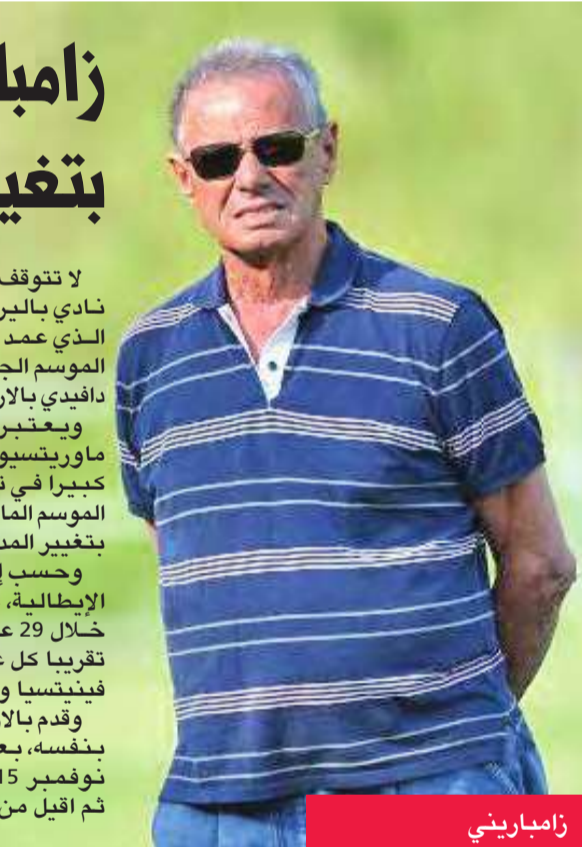 زامبا
بتغيي
لا تتوقف
نادي بالير
الذي عمد
الموسم الج
دافيدي بالار
ويعتبر
ماوريتسيو
كبيرا في ت
الموسم الما
بتغيير المد
وحسب إ
الإيطالية،
خلال 29 ع
تقريبا كل ع
فينيتسيا و
وقدم بالا
بنفسه، بع
نوفمبر 15
ثم اقيل من
زامباريني